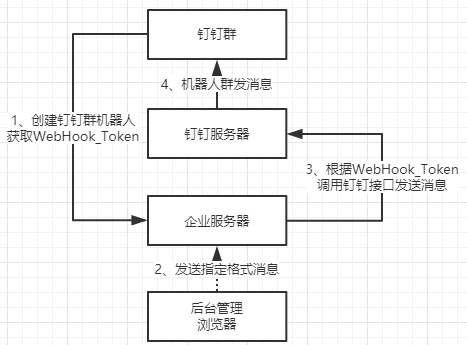 钉钉群
4、机器人群发消息
1、创建钉钉群机器人
获取WebHook_Token
钉钉服务器
3、根据WebHook_Token
调用钉钉接口发送消息
企业服务器
2、发送指定格式消息
后台管理
浏览器